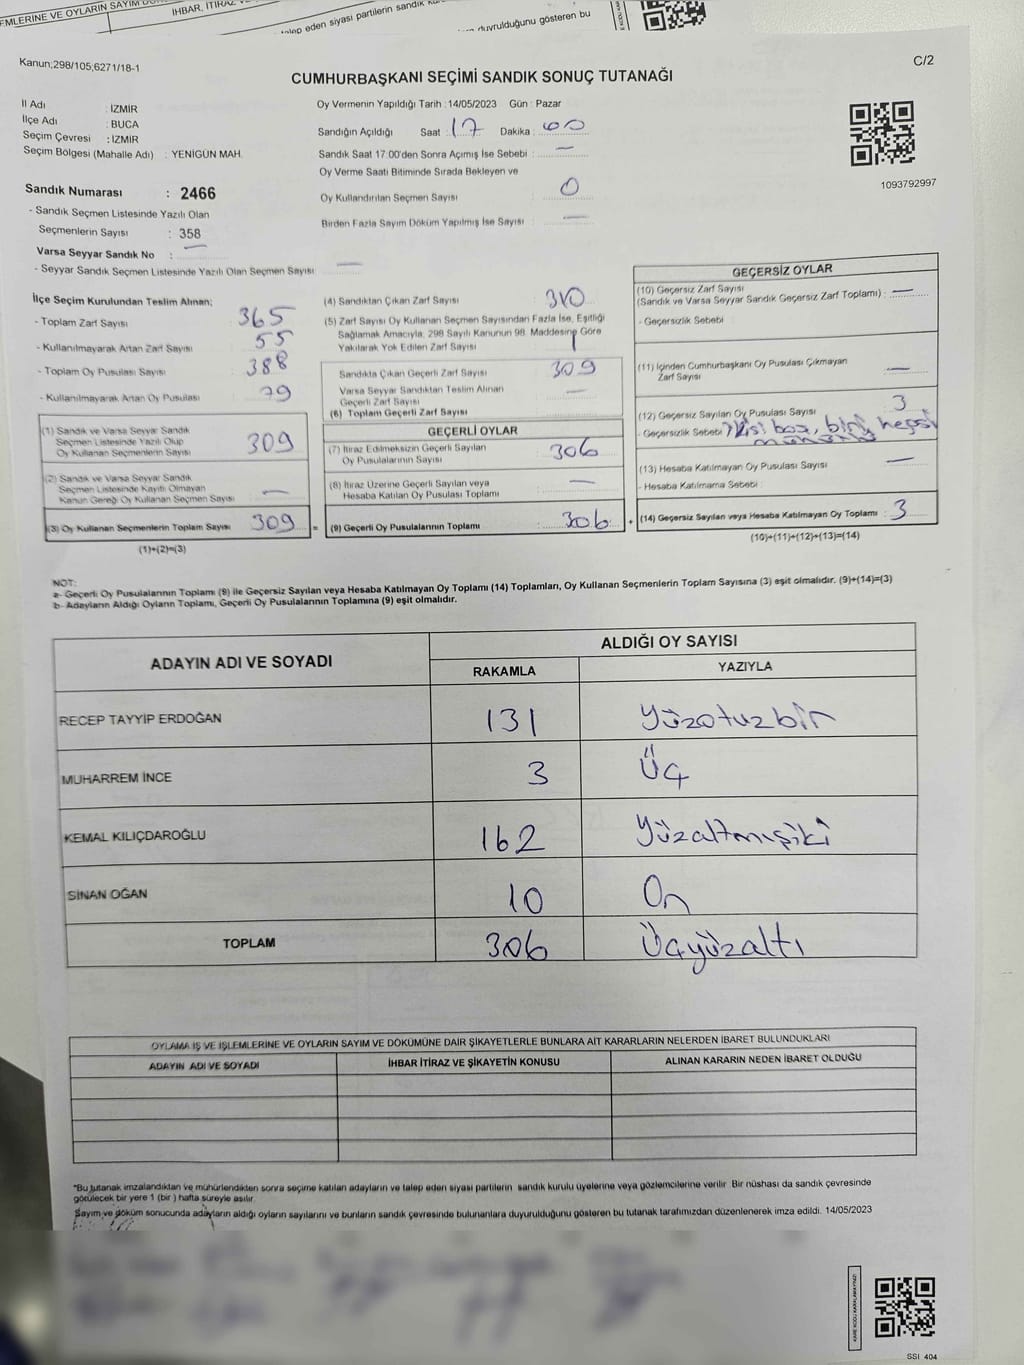 EMLERİNE VE OYLARIN SAYIM
İHBAR, İTİRAZ
talep eden siyasi partilerin sandık
duyrulduğunu gösteren bu
Kanun;298/105,6271/18-1
C/2
CUMHURBAŞKANI SEÇİMİ SANDIK SONUÇ TUTANAĞI
İl Adı : İZMİR
İlçe Adı : BUCA
Seçim Çevresi : İZMİR
Seçim Bölgesi (Mahalle Adı) : YENİGÜN MAH.
Oy Vermenin Yapıldığı Tarih : 14/05/2023 Gün : Pazar
Sandığın Açıldığı Saat : 17 Dakika : 00
Sandık Saat 17:00'den Sonra Açımış İse Sebebi : —
Oy Verme Saati Bitiminde Sırada Bekleyen ve
Oy Kullandırılan Seçmen Sayısı : 0
Birden Fazla Sayım Döküm Yapılmış İse Sayısı : —
1093792997
Sandık Numarası : 2466
- Sandık Seçmen Listesinde Yazılı Olan
Seçmenlerin Sayısı : 358
Varsa Seyyar Sandık No : —
- Seyyar Sandık Seçmen Listesinde Yazılı Olan Seçmen Sayısı : —
İlçe Seçim Kurulundan Teslim Alınan;
- Toplam Zarf Sayısı 365
- Kullanılmayarak Artan Zarf Sayısı 55
- Toplam Oy Pusulası Sayısı 388
- Kullanılmayarak Artan Oy Pusulası 79
(1) Sandık ve Varsa Seyyar Sandık
Seçmen Listesinde Yazılı Olup
Oy Kullanan Seçmenlerin Sayısı 309
(2) Sandık ve Varsa Seyyar Sandık
Seçmen Listesinde Kayıtlı Olmayan
Kanun Gereği Oy Kullanan Seçmen Sayısı —
(3) Oy Kullanan Seçmenlerin Toplam Sayısı 309 =
(1)+(2)=(3)
(4) Sandıktan Çıkan Zarf Sayısı 310
(5) Zarf Sayısı Oy Kullanan Seçmen Sayısından Fazla İse, Eşitliği
Sağlamak Amacıyla, 298 Sayılı Kanunun 98. Maddesine Göre
Yakılarak Yok Edilen Zarf Sayısı 1
Sandıkta Çıkan Geçerli Zarf Sayısı 309
Varsa Seyyar Sandıktan Teslim Alınan
Geçerli Zarf Sayısı —
(6) Toplam Geçerli Zarf Sayısı
GEÇERLİ OYLAR
(7) İtiraz Edilmeksizin Geçerli Sayılan
Oy Pusulalarının Sayısı 306
(8) İtiraz Üzerine Geçerli Sayılan veya
Hesaba Katılan Oy Pusulası Toplamı : —
(9) Geçerli Oy Pusulalarının Toplamı : 306 +
GEÇERSİZ OYLAR
(10) Geçersiz Zarf Sayısı
(Sandık ve Varsa Seyyar Sandık Geçersiz Zarf Toplamı) : —
- Geçersizlik Sebebi :
(11) İçinden Cumhurbaşkanı Oy Pusulası Çıkmayan
Zarf Sayısı —
(12) Geçersiz Sayılan Oy Pusulası Sayısı 3
- Geçersizlik Sebebi : ikisi boş, biri hepsi
(13) Hesaba Katılmayan Oy Pusulası Sayısı —
- Hesaba Katılmama Sebebi :
(14) Geçersiz Sayılan veya Hesaba Katılmayan Oy Toplamı : 3
(10)+(11)+(12)+(13)=(14)
NOT:
a- Geçerli Oy Pusulalarının Toplamı (9) ile Geçersiz Sayılan veya Hesaba Katılmayan Oy Toplamı (14) Toplamları, Oy Kullanan Seçmenlerin Toplam Sayısına (3) eşit olmalıdır. (9)+(14)=(3)
b- Adayların Aldığı Oyların Toplamı, Geçerli Oy Pusulalarının Toplamına (9) eşit olmalıdır.
ADAYIN ADI VE SOYADI
ALDIĞI OY SAYISI
RAKAMLA YAZIYLA
RECEP TAYYİP ERDOĞAN 131 Yüzotuzbir
MUHARREM İNCE 3 Üç
KEMAL KILIÇDAROĞLU 162 Yüzaltmışiki
SİNAN OĞAN 10 On
TOPLAM 306 Üçyüzaltı
OYLAMA İŞ VE İŞLEMLERİNE VE OYLARIN SAYIM VE DÖKÜMÜNE DAİR ŞİKAYETLERLE BUNLARA AİT KARARLARIN NELERDEN İBARET BULUNDUKLARI
ADAYIN ADI VE SOYADI İHBAR İTİRAZ VE ŞİKAYETİN KONUSU ALINAN KARARIN NEDEN İBARET OLDUĞU
*Bu tutanak imzalandıktan ve mühürlendikten sonra seçime katılan adayların ve talep eden siyasi partilerin sandık kurulu üyelerine veya gözlemcilerine verilir. Bir nüshası da sandık çevresinde
görülecek bir yere 1 (bir ) hafta süreyle asılır.
Sayım ve döküm sonucunda adayların aldığı oyların sayılarını ve bunların sandık çevresinde bulunanlara duyurulduğunu gösteren bu tutanak tarafımızdan düzenlenerek imza edildi. 14/05/2023
SSI 404